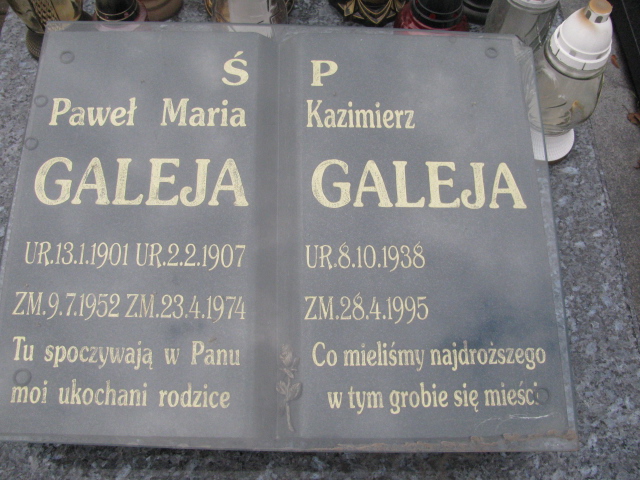 Ś P
Paweł Maria
GALEJA
UR.13.1.1901 UR.2.2.1907
ZM.9.7.1952 ZM.23.4.1974
Tu spoczywają w Panu
moi ukochani rodzice
Kazimierz
GALEJA
UR.8.10.1938
ZM.28.4.1995
Co mieliśmy najdroższego
w tym grobie się mieści